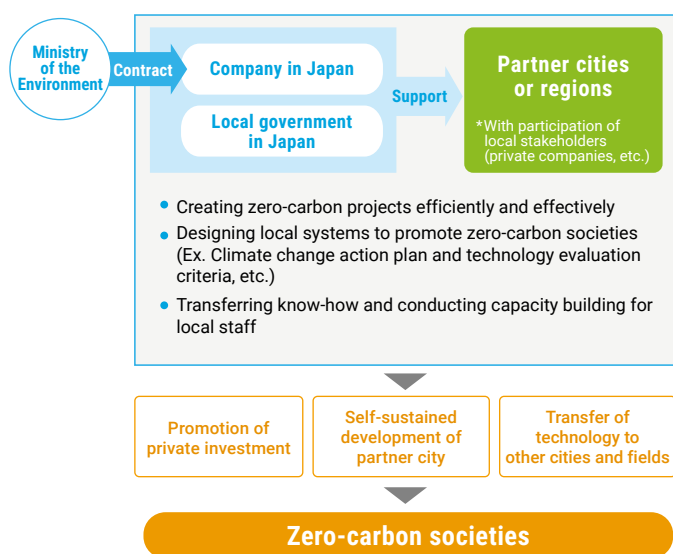 Ministry
of the
Environment
Contract
Company in Japan
Local government
in Japan
Support
Partner cities
or regions
*With participation of
local stakeholders
(private companies, etc.)
• Creating zero-carbon projects efficiently and effectively
• Designing local systems to promote zero-carbon societies
(Ex. Climate change action plan and technology evaluation
criteria, etc.)
• Transferring know-how and conducting capacity building for
local staff
Promotion of
private investment
Self-sustained
development of
partner city
Transfer of
technology to
other cities and fields
Zero-carbon societies